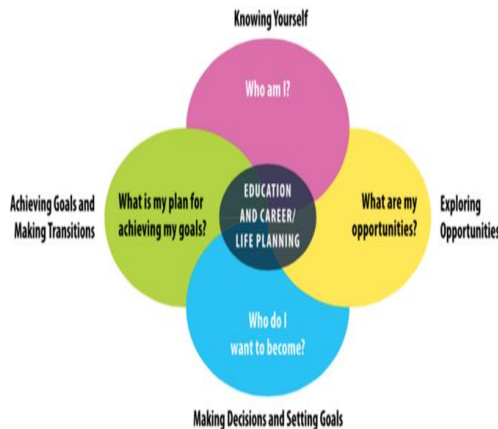 Knowing Yourself
Who am I?
Achieving Goals and
Making Transitions
What is my plan for
achieving my goals?
EDUCATION
AND CAREER/
LIFE PLANNING
What are my
opportunities?
Exploring
Opportunities
Who do I
want to become?
Making Decisions and Setting Goals